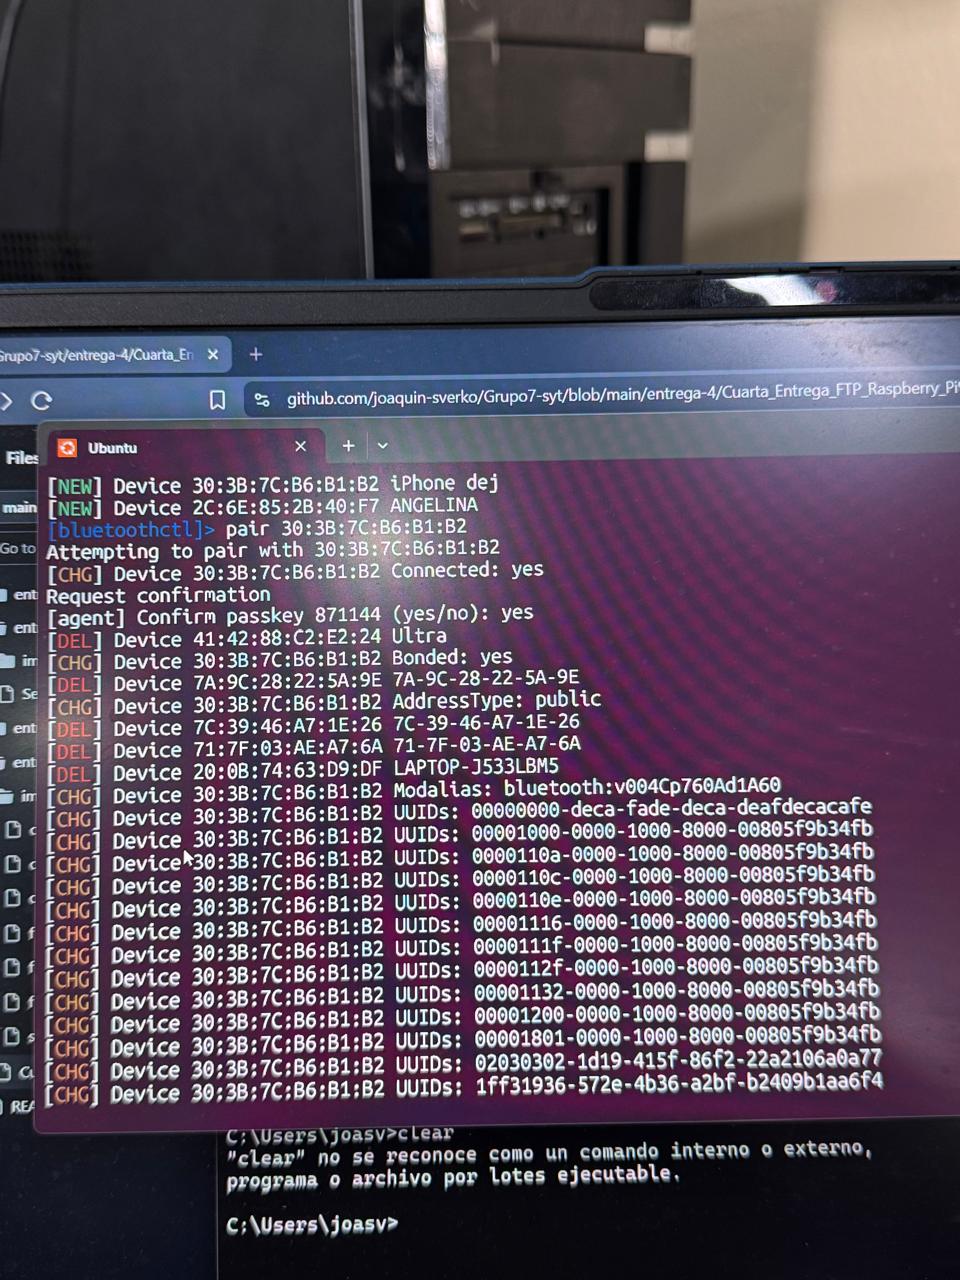 Grupo7-syt/entrega-4/Cuarta_En
github.com/joaquin-sverko/Grupo7-syt/blob/main/entrega-4/Cuarta_Entrega_FTP_Raspberry_Pi
Files
Ubuntu
main
Go to
[NEW] Device 30:3B:7C:B6:B1:B2 iPhone dej
[NEW] Device 2C:6E:85:2B:40:F7 ANGELINA
[bluetoothctl]> pair 30:3B:7C:B6:B1:B2
Attempting to pair with 30:3B:7C:B6:B1:B2
[CHG] Device 30:3B:7C:B6:B1:B2 Connected: yes
Request confirmation
[agent] Confirm passkey 871144 (yes/no): yes
[DEL] Device 41:42:88:C2:E2:24 Ultra
[CHG] Device 30:3B:7C:B6:B1:B2 Bonded: yes
[DEL] Device 7A:9C:28:22:5A:9E 7A-9C-28-22-5A-9E
[CHG] Device 30:3B:7C:B6:B1:B2 AddressType: public
[DEL] Device 7C:39:46:A7:1E:26 7C-39-46-A7-1E-26
[DEL] Device 71:7F:03:AE:A7:6A 71-7F-03-AE-A7-6A
[DEL] Device 20:0B:74:63:D9:DF LAPTOP-J533LBM5
[CHG] Device 30:3B:7C:B6:B1:B2 Modalias: bluetooth:v004Cp760Ad1A60
[CHG] Device 30:3B:7C:B6:B1:B2 UUIDs: 00000000-deca-fade-deca-deafdecacafe
[CHG] Device 30:3B:7C:B6:B1:B2 UUIDs: 00001000-0000-1000-8000-00805f9b34fb
[CHG] Device 30:3B:7C:B6:B1:B2 UUIDs: 0000110a-0000-1000-8000-00805f9b34fb
[CHG] Device 30:3B:7C:B6:B1:B2 UUIDs: 0000110c-0000-1000-8000-00805f9b34fb
[CHG] Device 30:3B:7C:B6:B1:B2 UUIDs: 0000110e-0000-1000-8000-00805f9b34fb
[CHG] Device 30:3B:7C:B6:B1:B2 UUIDs: 00001116-0000-1000-8000-00805f9b34fb
[CHG] Device 30:3B:7C:B6:B1:B2 UUIDs: 0000111f-0000-1000-8000-00805f9b34fb
[CHG] Device 30:3B:7C:B6:B1:B2 UUIDs: 0000112f-0000-1000-8000-00805f9b34fb
[CHG] Device 30:3B:7C:B6:B1:B2 UUIDs: 00001132-0000-1000-8000-00805f9b34fb
[CHG] Device 30:3B:7C:B6:B1:B2 UUIDs: 00001200-0000-1000-8000-00805f9b34fb
[CHG] Device 30:3B:7C:B6:B1:B2 UUIDs: 00001801-0000-1000-8000-00805f9b34fb
[CHG] Device 30:3B:7C:B6:B1:B2 UUIDs: 02030302-1d19-415f-86f2-22a2106a0a77
[CHG] Device 30:3B:7C:B6:B1:B2 UUIDs: 1ff31936-572e-4b36-a2bf-b2409b1aa6f4
C:\Users\joasv>clear
"clear" no se reconoce como un comando interno o externo,
programa o archivo por lotes ejecutable.
C:\Users\joasv>